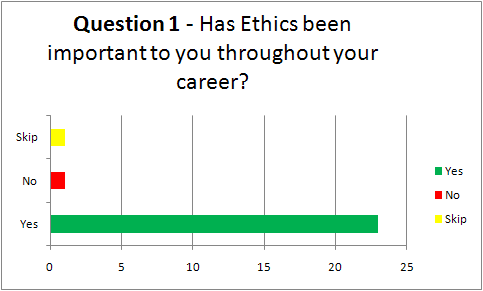 Question 1 - Has Ethics been
important to you throughout your
career?
Skip
No
Yes
Yes
No
Skip
0 5 10 15 20 25